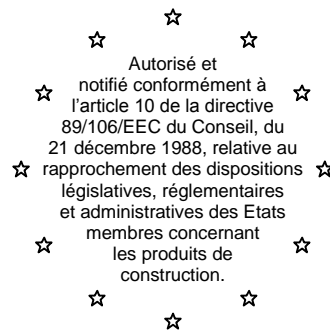 Autorisé et
notifié conformément à
l'article 10 de la directive
89/106/EEC du Conseil, du
21 décembre 1988, relative au
rapprochement des dispositions
législatives, réglementaires
et administratives des Etats
membres concernant
les produits de
construction.